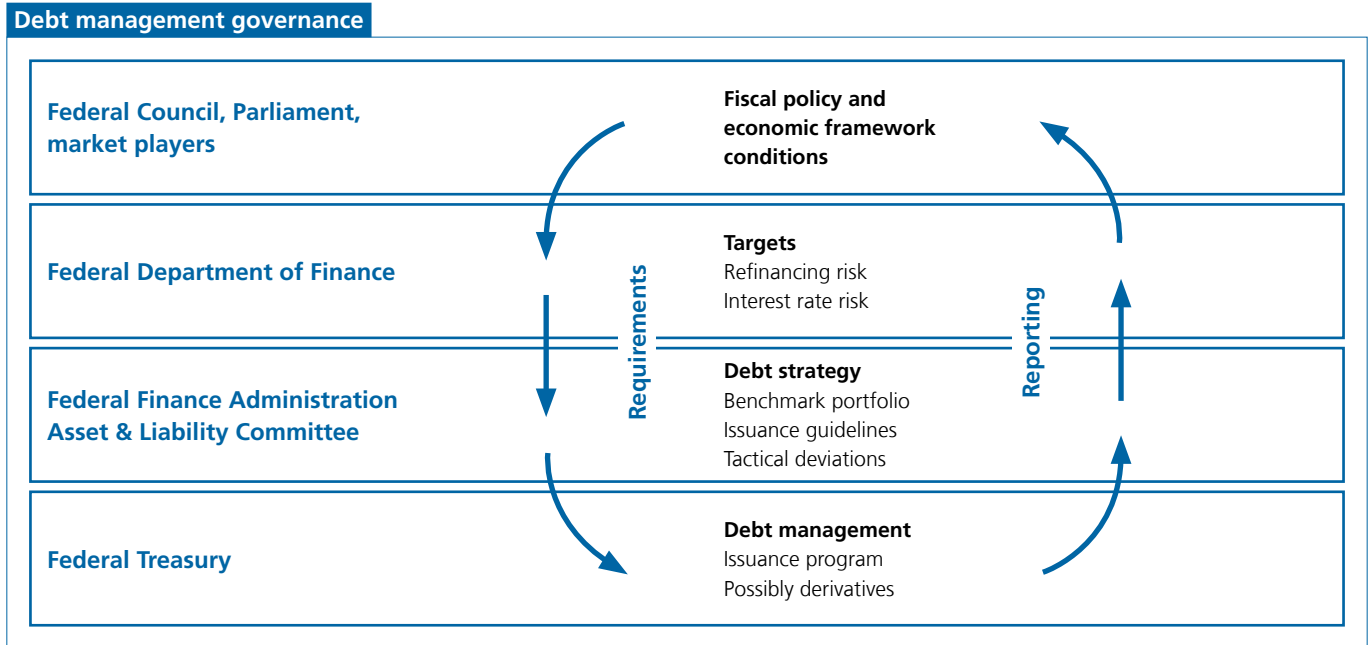 Debt management governance
Federal Council, Parliament,
market players
Fiscal policy and
economic framework
conditions
Federal Department of Finance
Targets
Refinancing risk
Interest rate risk
Requirements
Reporting
Federal Finance Administration
Asset & Liability Committee
Debt strategy
Benchmark portfolio
Issuance guidelines
Tactical deviations
Federal Treasury
Debt management
Issuance program
Possibly derivatives